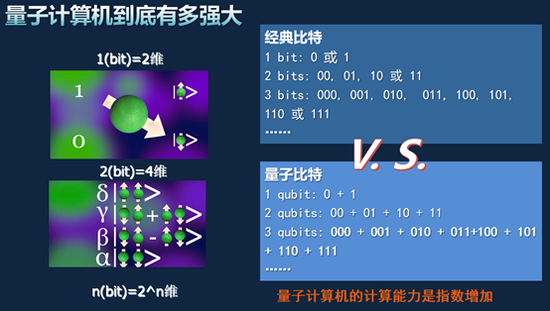 量子计算机到底有多强大
1(bit)=2维
1 |>
0 |>
2(bit)=4维
δ| >
γ| + >
β| - >
α| >
n(bit)=2^n维
经典比特
1 bit: 0 或 1
2 bits: 00, 01, 10 或 11
3 bits: 000, 001, 010, 011, 100, 101,
110 或 111
……
V. S.
量子比特
1 qubit: 0 + 1
2 qubits: 00 + 01 + 10 + 11
3 qubits: 000 + 001 + 010 + 011+100 + 101
+ 110 + 111
……
量子计算机的计算能力是指数增加